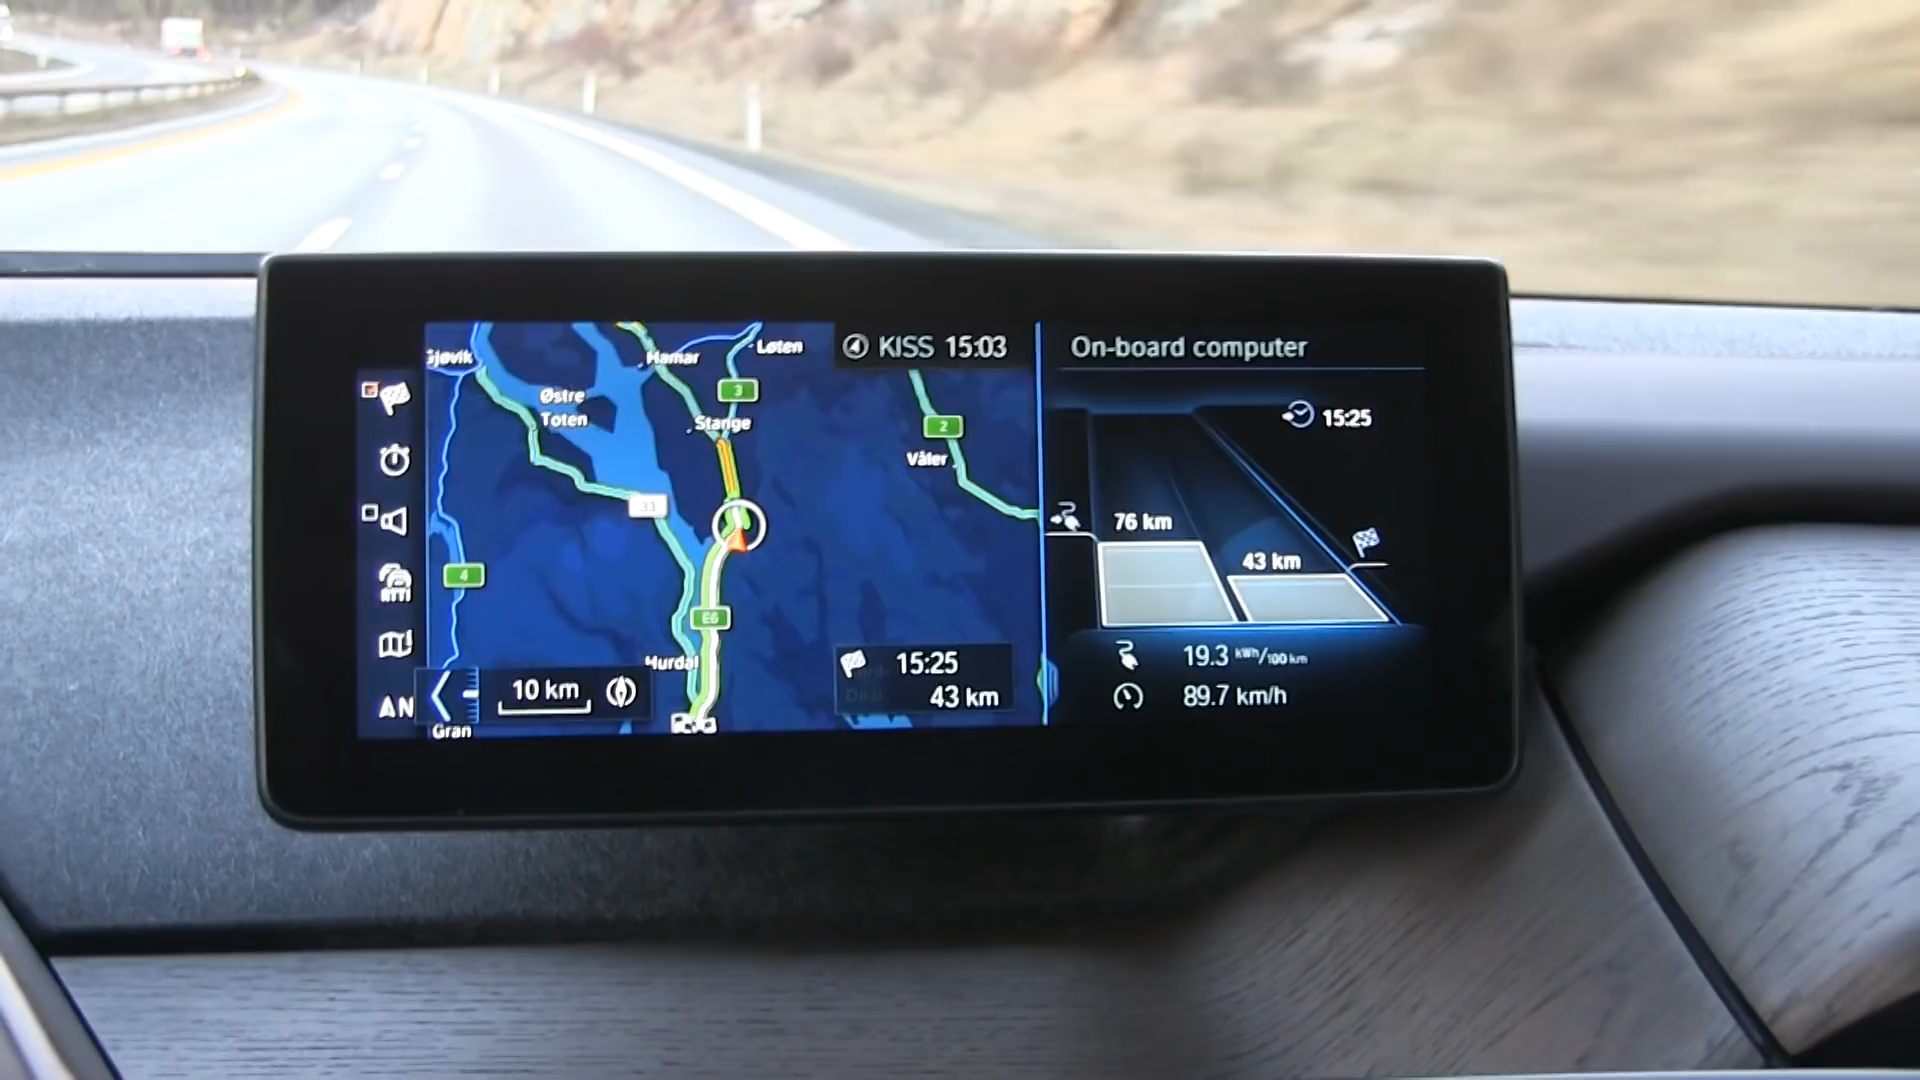 KISS 15:03
On-board computer
Gjøvik
Hamar
Løten
3
Østre
Toten
Stange
2
Våler
33
4
E6
RTTI
Hurdal
AN
10 km
Gran
15:25
43 km
15:25
76 km
43 km
19.3 kWh/100 km
89.7 km/h